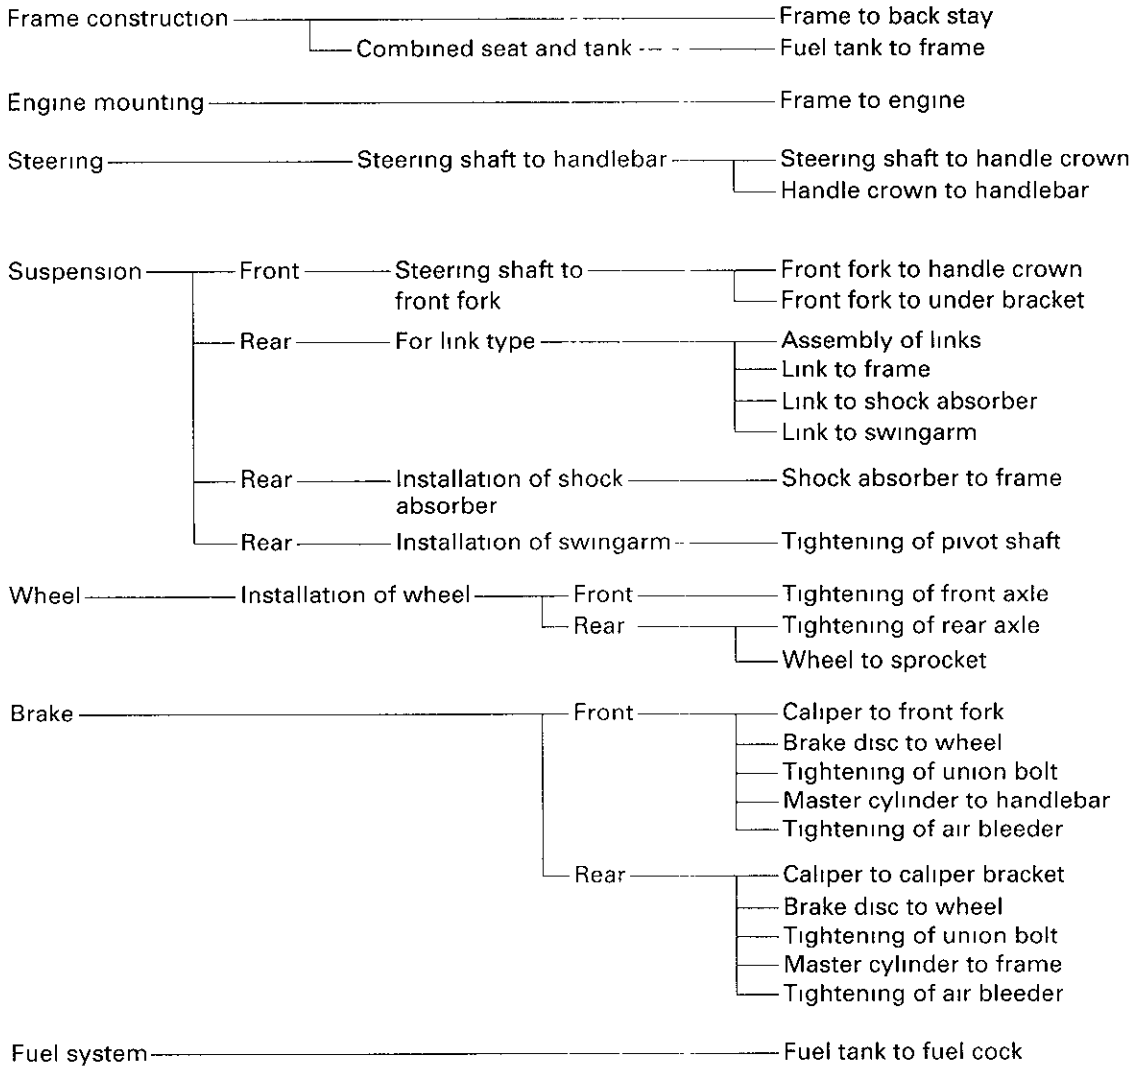 Frame construction Frame to back stay
Combined seat and tank Fuel tank to frame
Engine mounting Frame to engine
Steering Steering shaft to handlebar Steering shaft to handle crown
Handle crown to handlebar
Suspension Front Steering shaft to Front fork to handle crown
front fork Front fork to under bracket
Rear For link type Assembly of links
Link to frame
Link to shock absorber
Link to swingarm
Rear Installation of shock Shock absorber to frame
absorber
Rear Installation of swingarm Tightening of pivot shaft
Wheel Installation of wheel Front Tightening of front axle
Rear Tightening of rear axle
Wheel to sprocket
Brake Front Caliper to front fork
Brake disc to wheel
Tightening of union bolt
Master cylinder to handlebar
Tightening of air bleeder
Rear Caliper to caliper bracket
Brake disc to wheel
Tightening of union bolt
Master cylinder to frame
Tightening of air bleeder
Fuel system Fuel tank to fuel cock